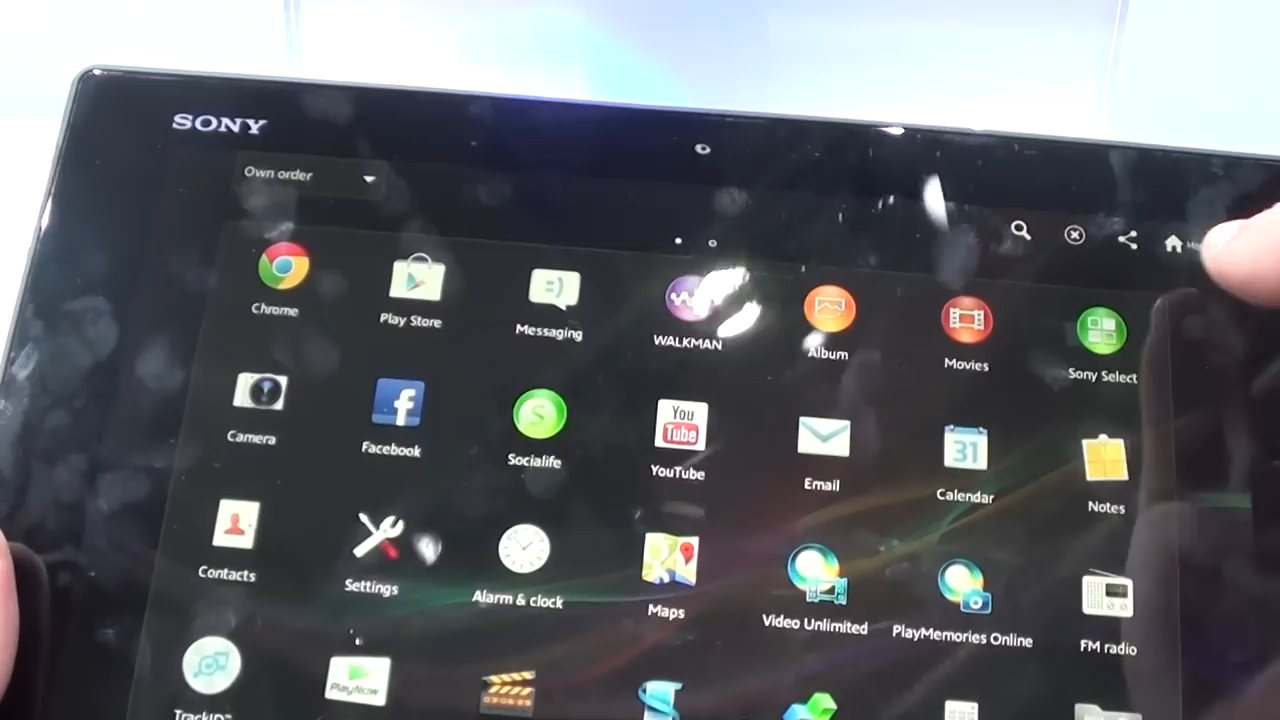 SONY
Own order
Chrome
Play Store
Messaging
WALKMAN
Album
Movies
Sony Select
Camera
Facebook
Socialife
You
Tube
YouTube
Email
31
Calendar
Notes
Contacts
Settings
Alarm & clock
Maps
Video Unlimited
PlayMemories Online
FM radio
PlayNow
TrackID™